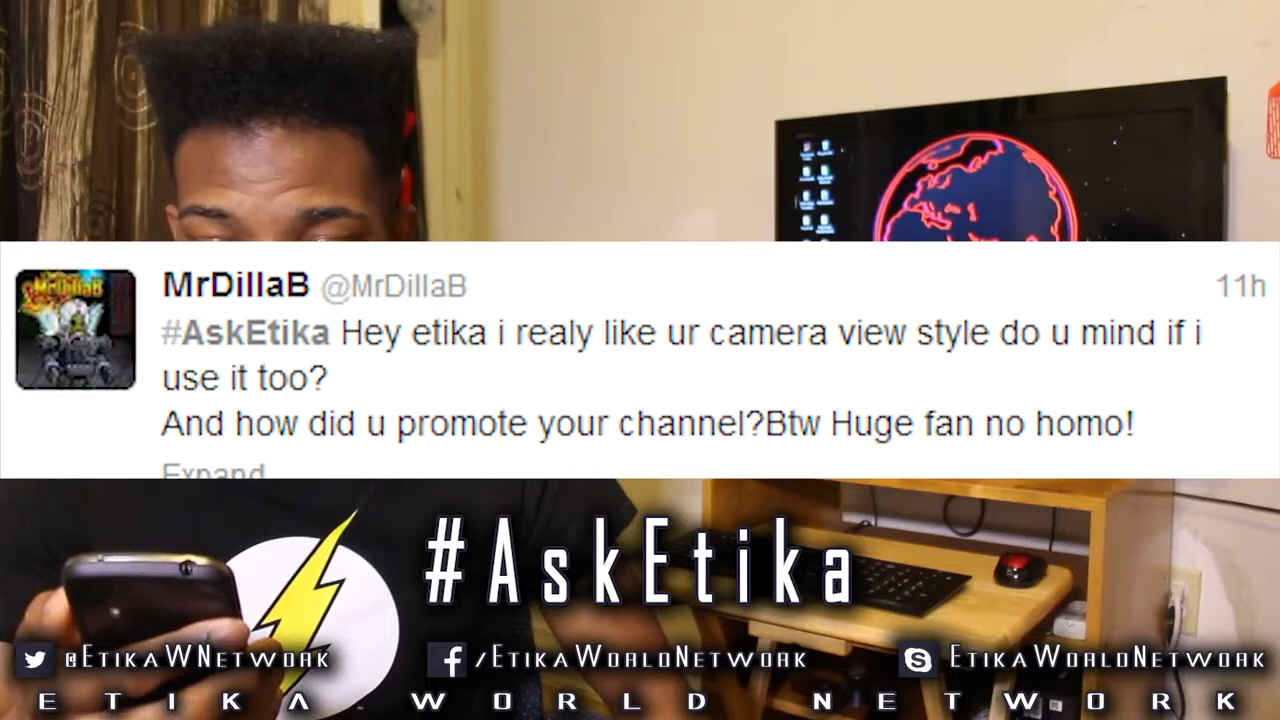 MrDillaB @MrDillaB 11h
#AskEtika Hey etika i realy like ur camera view style do u mind if i
use it too?
And how did u promote your channel?Btw Huge fan no homo!
Expand
#AskEtika
@EtikaWNetwork /EtikaWorldNetwork EtikaWorldNetwork
ETIKA WORLD NETWORK